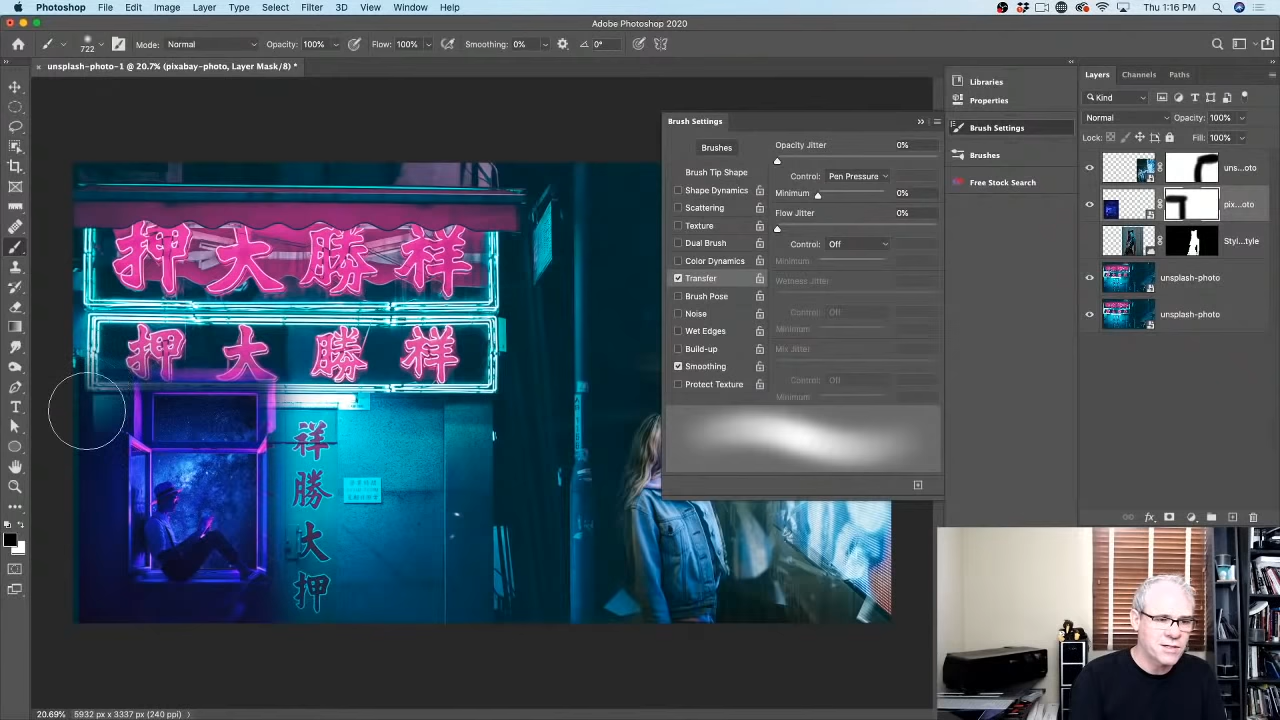 Photoshop File Edit Image Layer Type Select Filter 3D View Window Help Thu 1:16 PM
Adobe Photoshop 2020
722 Mode: Normal Opacity: 100% Flow: 100% Smoothing: 0% 0°
unsplash-photo-1 @ 20.7% (pixabay-photo, Layer Mask/8) *
Brush Settings
Brushes
Brush Tip Shape
Shape Dynamics
Scattering
Texture
Dual Brush
Color Dynamics
Transfer
Brush Pose
Noise
Wet Edges
Build-up
Smoothing
Protect Texture
Opacity Jitter 0%
Control: Pen Pressure
Minimum 0%
Flow Jitter 0%
Control: Off
Minimum
Wetness Jitter
Control: Off
Minimum
Mix Jitter
Control: Off
Minimum
Libraries
Properties
Brush Settings
Brushes
Free Stock Search
Layers Channels Paths
Kind
Normal Opacity: 100%
Lock: Fill: 100%
uns...oto
pix...oto
Sty...tyle
unsplash-photo
unsplash-photo
fx
押大勝祥
押大勝祥
祥
勝
大
押
20.69% 5932 px x 3337 px (240 ppi)